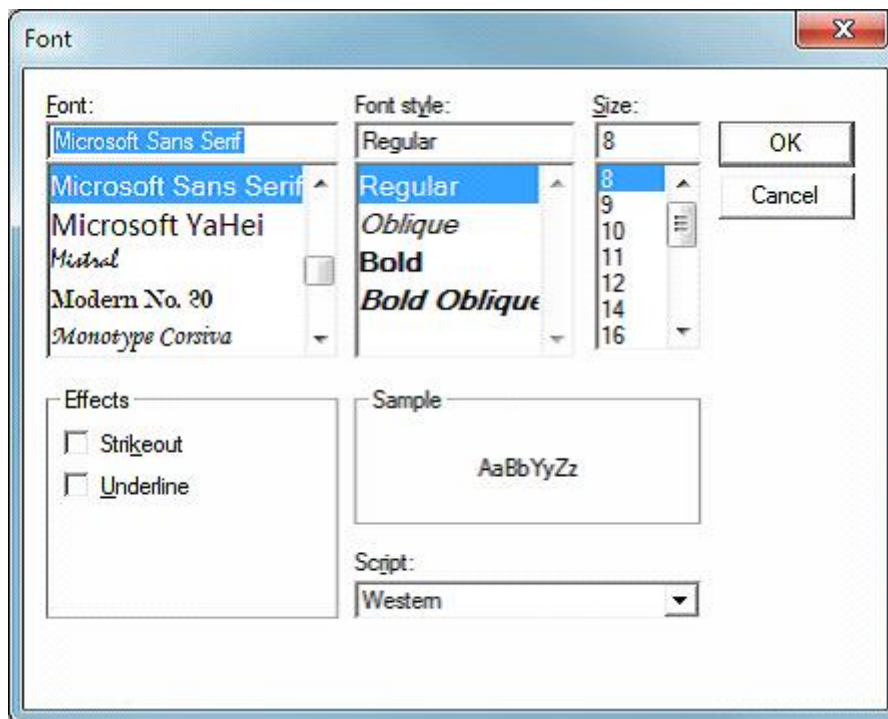 Font
X
Font:
Microsoft Sans Serif
Microsoft Sans Serif
Microsoft YaHei
Mistral
Modern No. 20
Monotype Corsiva
Font style:
Regular
Regular
Oblique
Bold
Bold Oblique
Size:
8
8
9
10
11
12
14
16
OK
Cancel
Effects
Strikeout
Underline
Sample
AaBbYyZz
Script:
Western